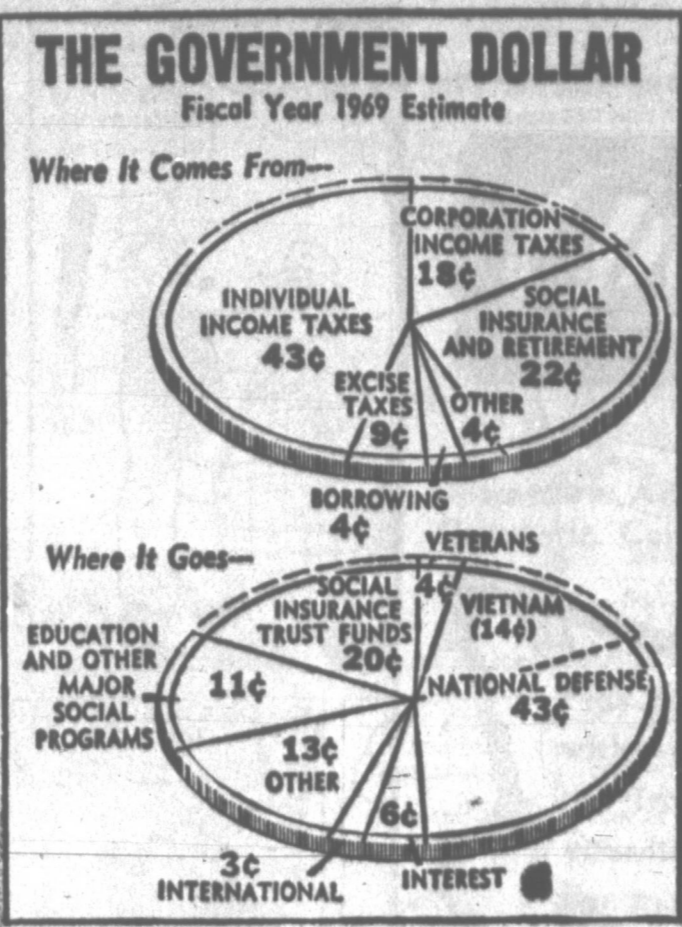 THE GOVERNMENT DOLLAR
Fiscal Year 1969 Estimate
Where It Comes From—
CORPORATION
INCOME TAXES
18¢
INDIVIDUAL
INCOME TAXES
43¢
SOCIAL
INSURANCE
AND RETIREMENT
22¢
EXCISE
TAXES
9¢
OTHER
4¢
BORROWING
4¢
Where It Goes—
VETERANS
4¢
SOCIAL
INSURANCE
TRUST FUNDS
20¢
VIETNAM
(14¢)
EDUCATION
AND OTHER
MAJOR
SOCIAL
PROGRAMS
11¢
NATIONAL DEFENSE
43¢
13¢
OTHER
6¢
3¢
INTERNATIONAL
INTEREST